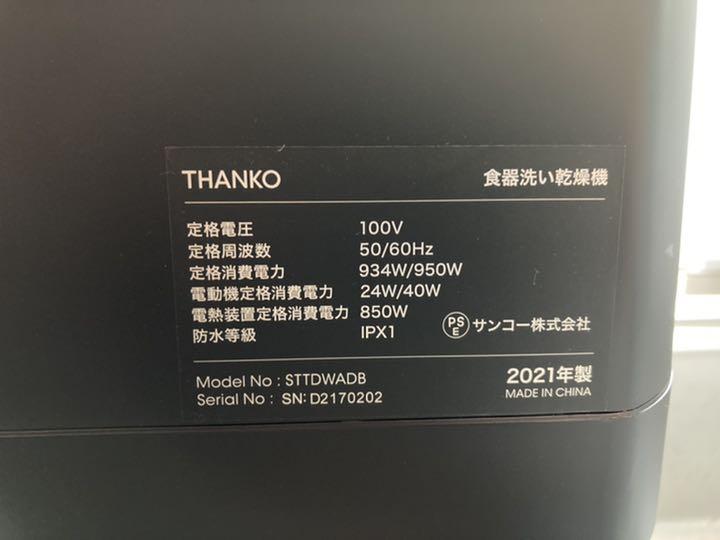 THANKO 食器洗い乾燥機
定格電圧 100V
定格周波数 50/60Hz
定格消費電力 934W/950W
電動機定格消費電力 24W/40W
電熱装置定格消費電力 850W
防水等級 IPX1
PSE サンコー株式会社
Model No : STTDWADB 2021年製
Serial No : SN: D2170202 MADE IN CHINA